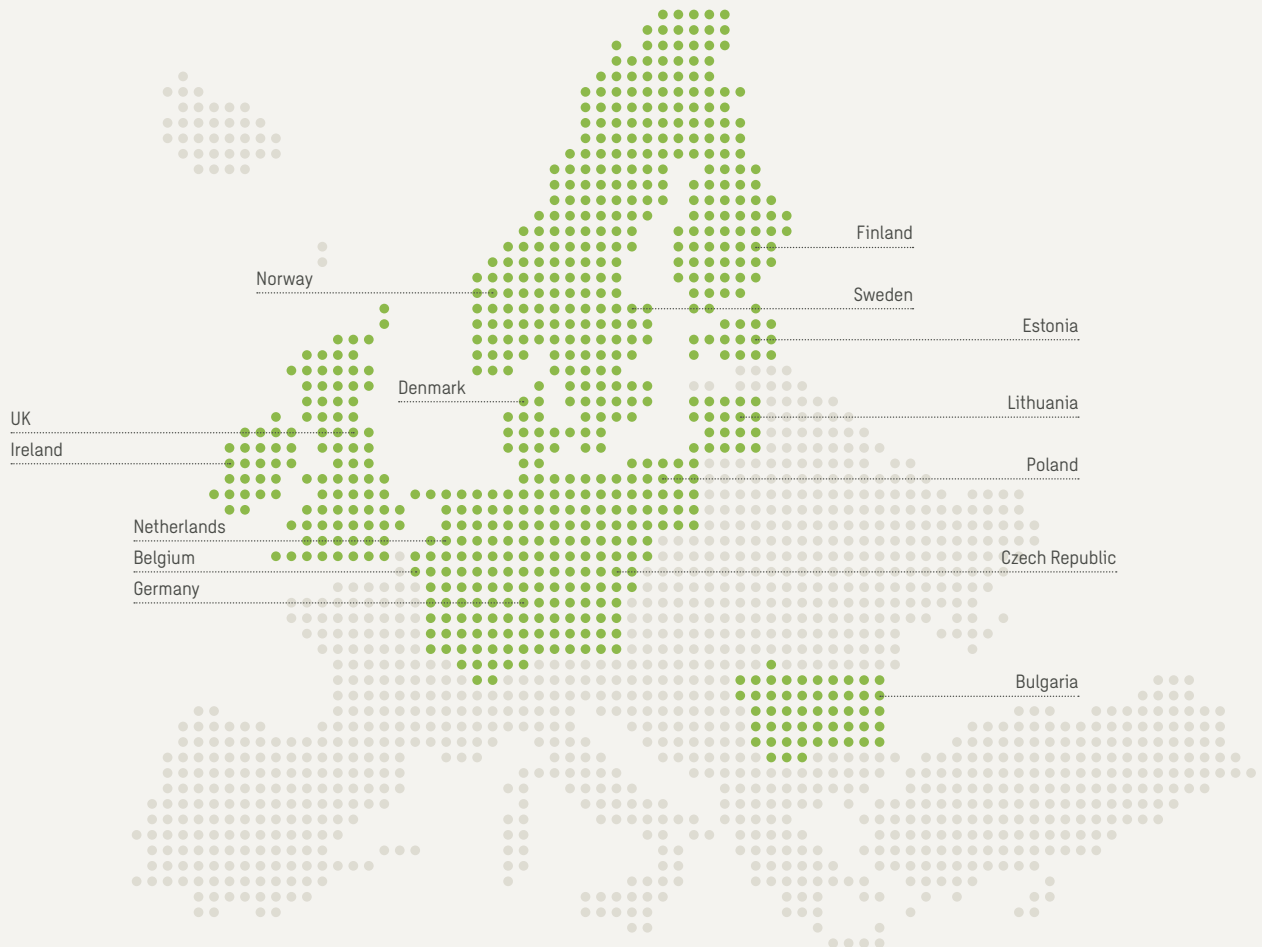 Finland
Norway
Sweden
Estonia
Denmark
Lithuania
UK
Ireland
Poland
Netherlands
Belgium
Czech Republic
Germany
Bulgaria